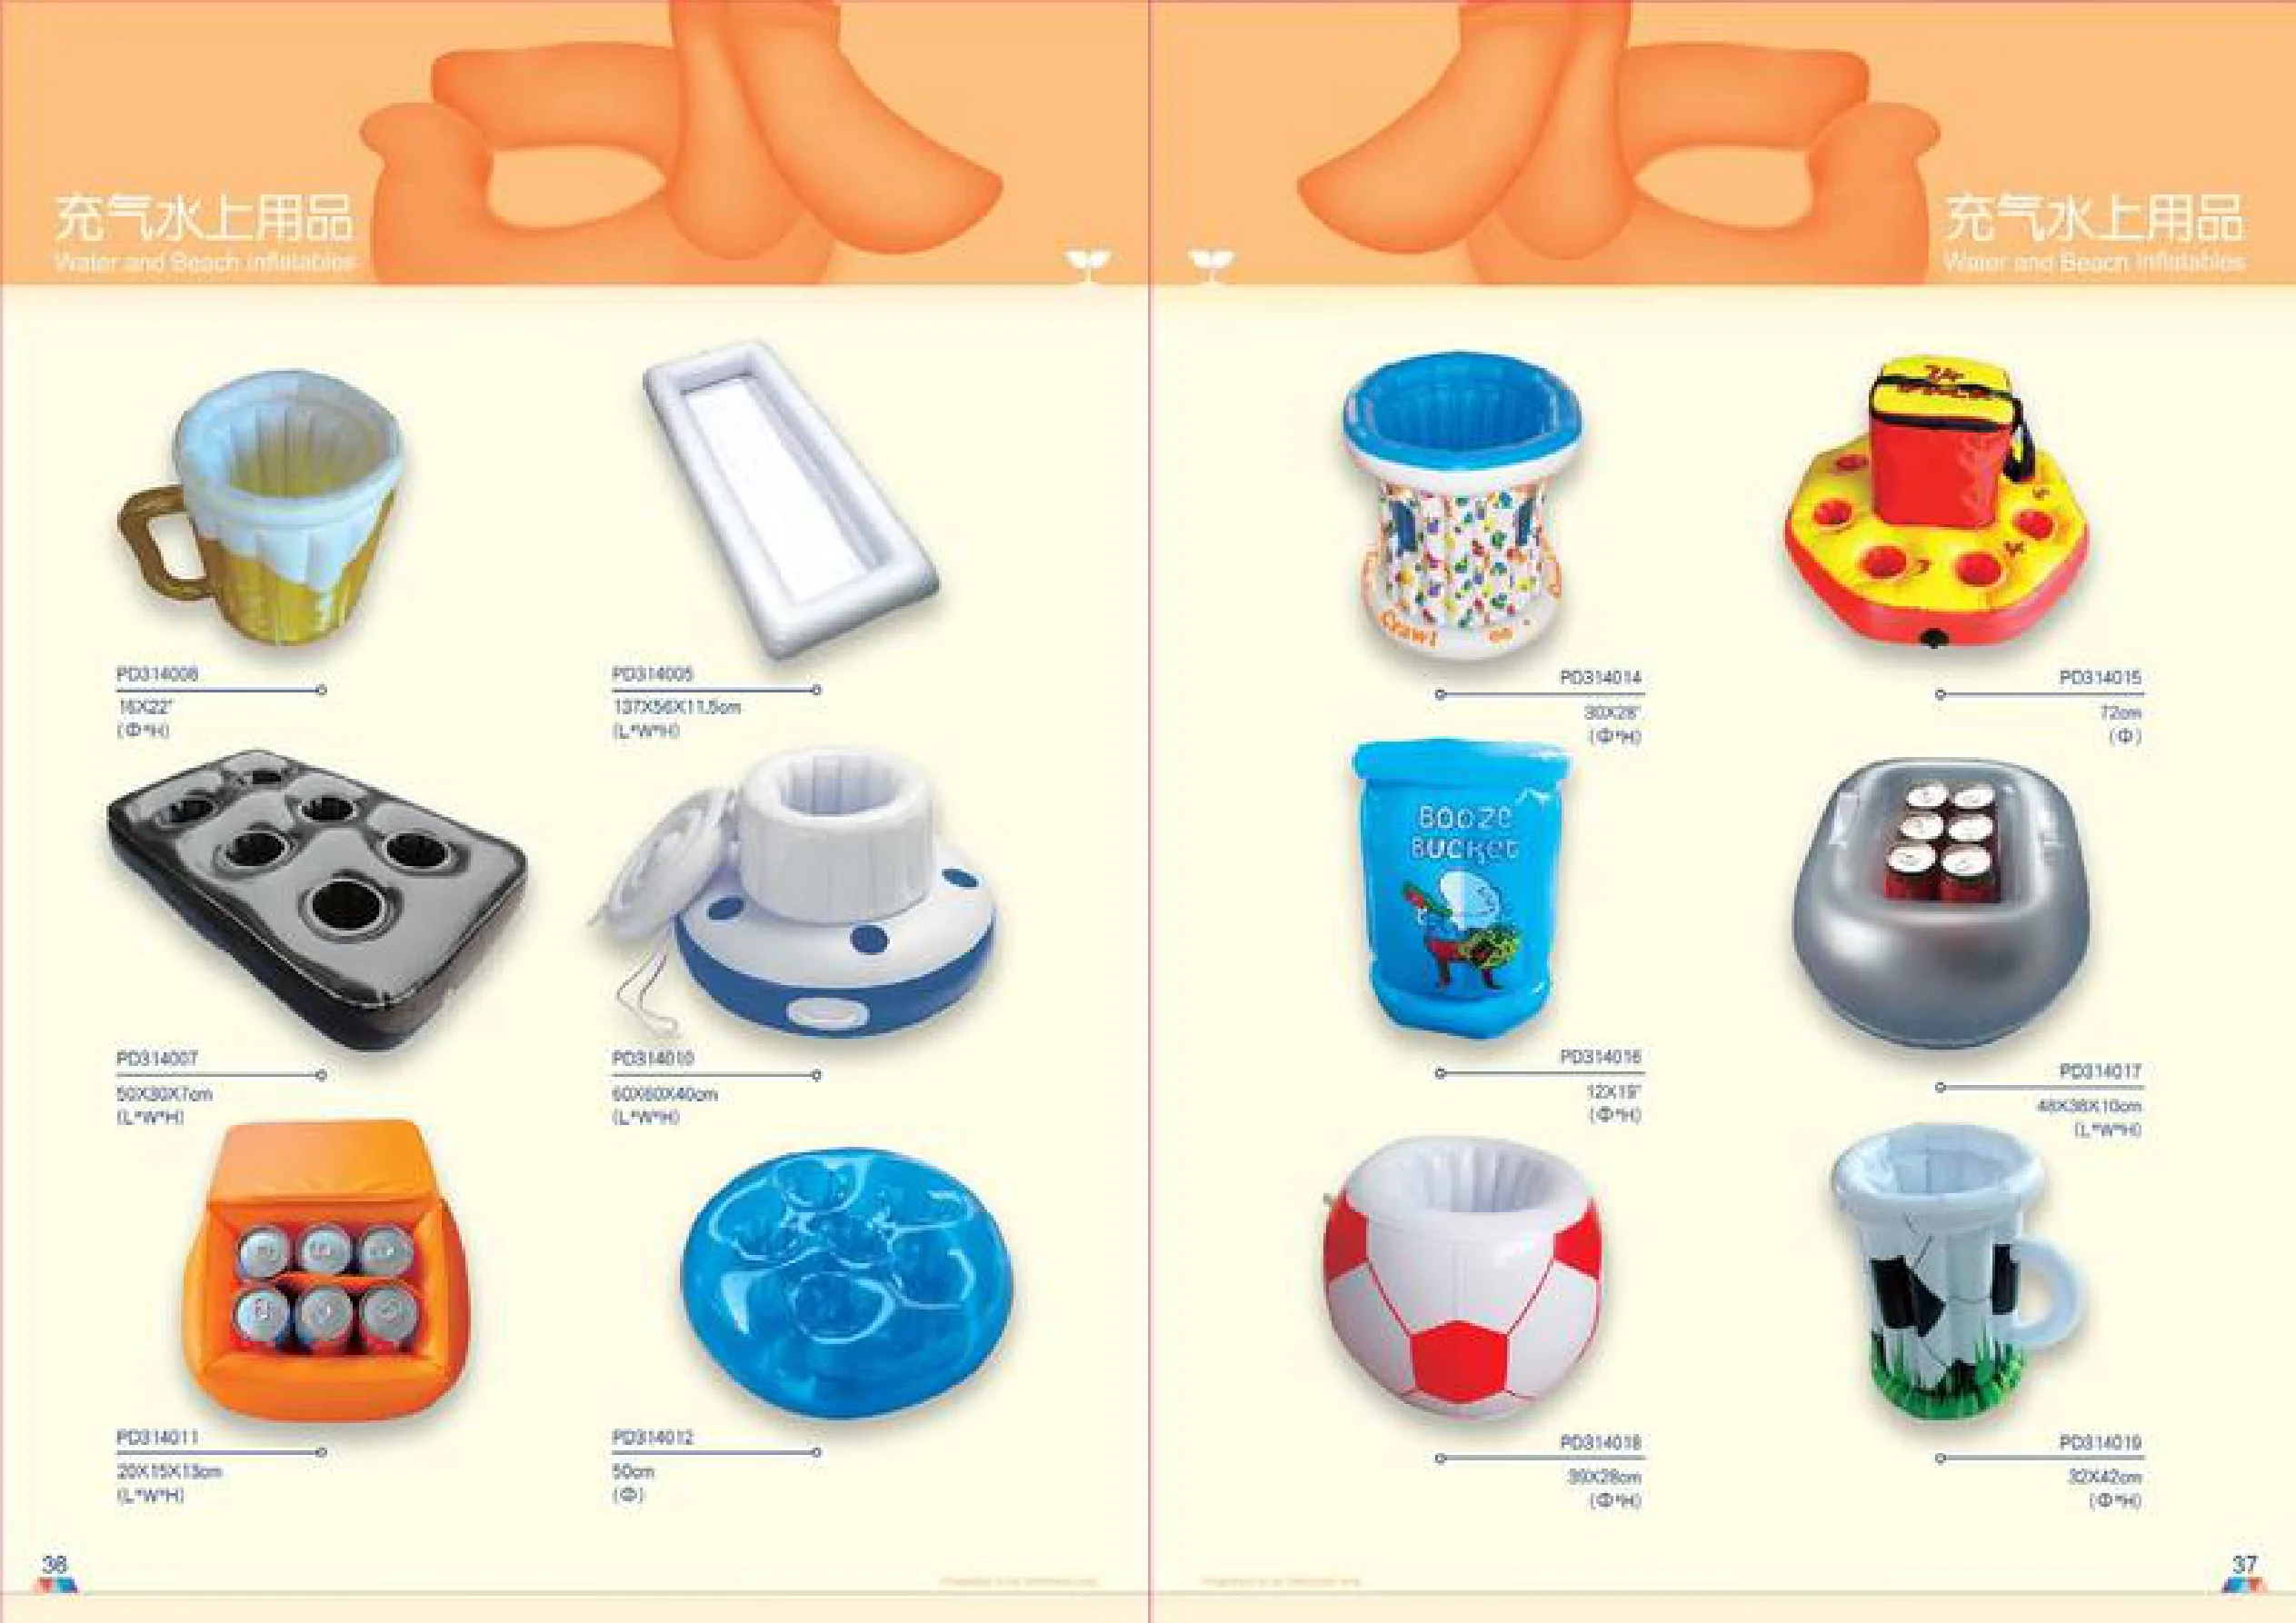 充气水上用品
Water and Beach Inflatables
充气水上用品
Water and Beach Inflatables
PD314008
16X22"
(Φ*H)
PD314005
137X56X11.5cm
(L*W*H)
PD314007
50X30X7cm
(L*W*H)
PD314010
60X60X40cm
(L*W*H)
PD314011
20X15X13cm
(L*W*H)
PD314012
50cm
(Φ)
Crawl
PD314014
30X28"
(Φ*H)
PD314015
72cm
(Φ)
BOOZE
BUCKET
PD314016
12X19"
(Φ*H)
PD314017
48X38X10cm
(L*W*H)
PD314018
39X28cm
(Φ*H)
PD314019
32X42cm
(Φ*H)
37